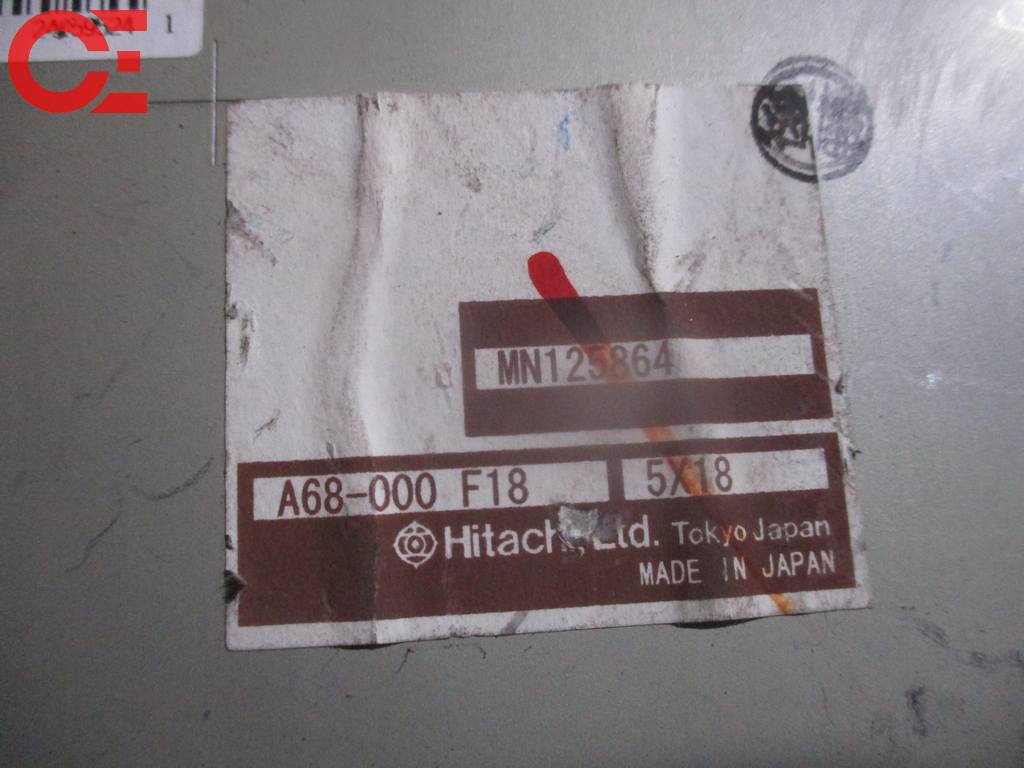 1
MN125864
A68-000 F18 5X18
Hitachi, Ltd. Tokyo Japan
MADE IN JAPAN